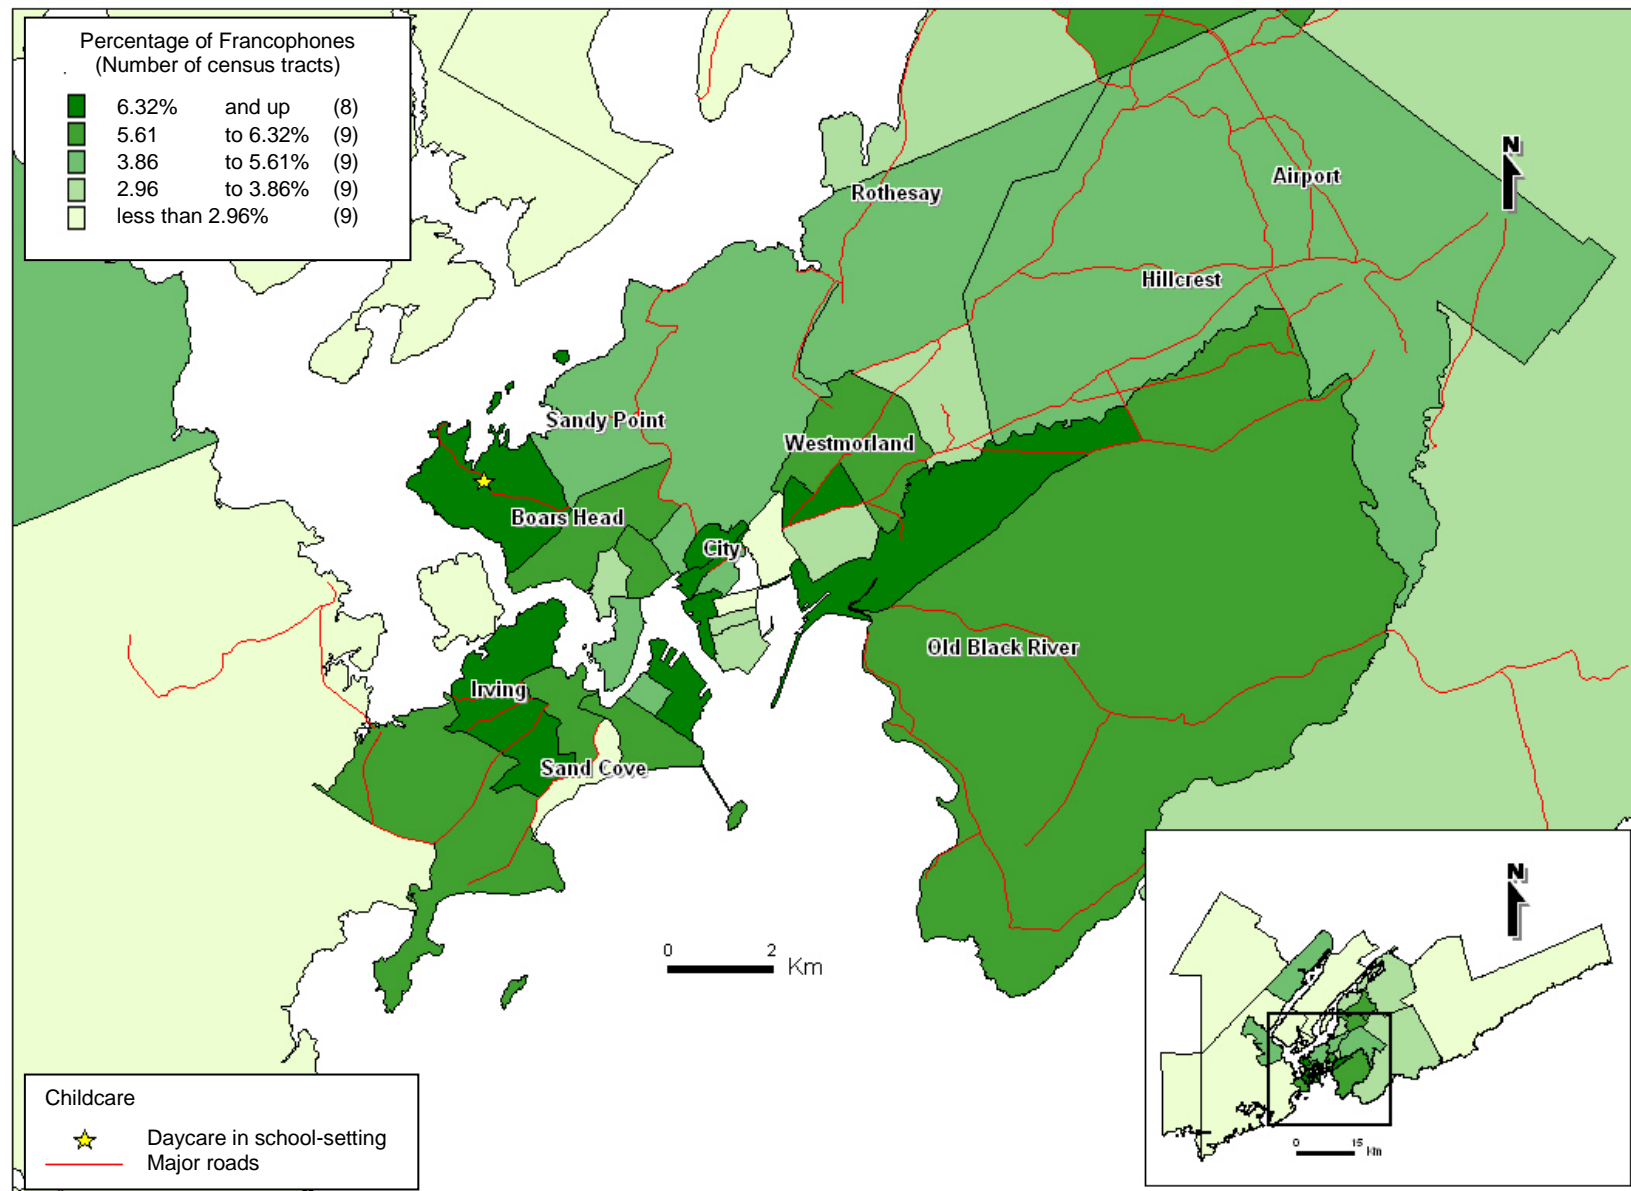 Percentage of Francophones
(Number of census tracts)
6.32% and up (8)
5.61 to 6.32% (9)
3.86 to 5.61% (9)
2.96 to 3.86% (9)
less than 2.96% (9)
N
Airport
Rothesay
Hillcrest
Sandy Point
Westmorland
Boars Head
City
Old Black River
Irving
Sand Cove
0 2 Km
N
0 15 Km
Childcare
Daycare in school-setting
Major roads